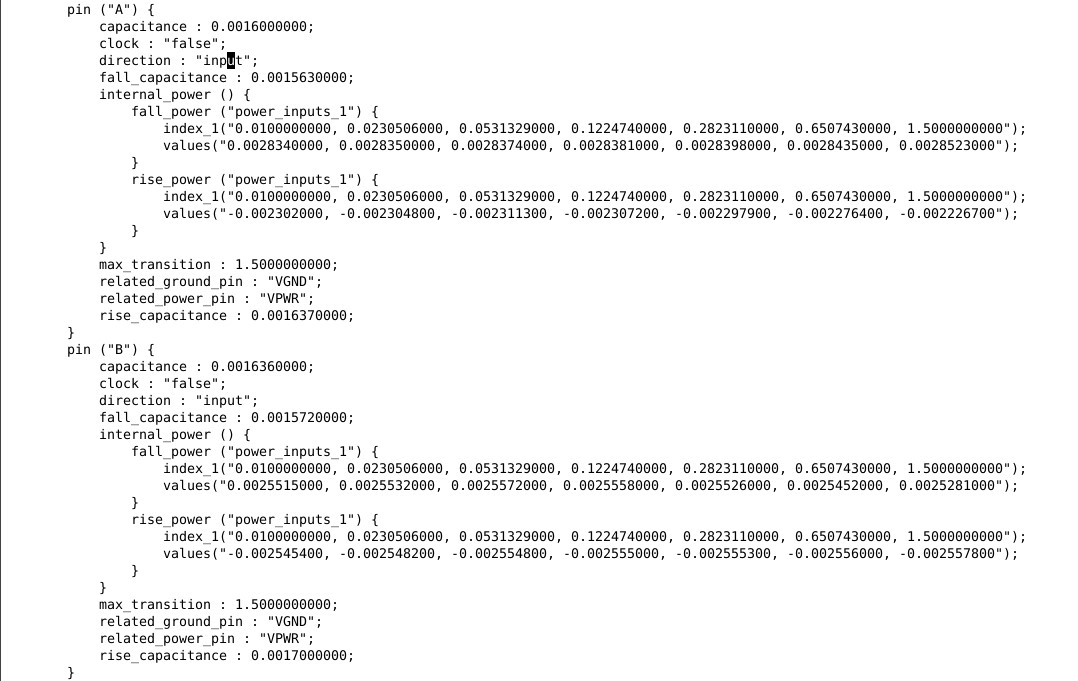 pin ("A") {
capacitance : 0.0016000000;
clock : "false";
direction : "input";
fall_capacitance : 0.0015630000;
internal_power () {
fall_power ("power_inputs_1") {
index_1("0.0100000000, 0.0230506000, 0.0531329000, 0.1224740000, 0.2823110000, 0.6507430000, 1.5000000000");
values("0.0028340000, 0.0028350000, 0.0028374000, 0.0028381000, 0.0028398000, 0.0028435000, 0.0028523000");
}
rise_power ("power_inputs_1") {
index_1("0.0100000000, 0.0230506000, 0.0531329000, 0.1224740000, 0.2823110000, 0.6507430000, 1.5000000000");
values("-0.002302000, -0.002304800, -0.002311300, -0.002307200, -0.002297900, -0.002276400, -0.002226700");
}
}
max_transition : 1.5000000000;
related_ground_pin : "VGND";
related_power_pin : "VPWR";
rise_capacitance : 0.0016370000;
}
pin ("B") {
capacitance : 0.0016360000;
clock : "false";
direction : "input";
fall_capacitance : 0.0015720000;
internal_power () {
fall_power ("power_inputs_1") {
index_1("0.0100000000, 0.0230506000, 0.0531329000, 0.1224740000, 0.2823110000, 0.6507430000, 1.5000000000");
values("0.0025515000, 0.0025532000, 0.0025572000, 0.0025558000, 0.0025526000, 0.0025452000, 0.0025281000");
}
rise_power ("power_inputs_1") {
index_1("0.0100000000, 0.0230506000, 0.0531329000, 0.1224740000, 0.2823110000, 0.6507430000, 1.5000000000");
values("-0.002545400, -0.002548200, -0.002554800, -0.002555000, -0.002555300, -0.002556000, -0.002557800");
}
}
max_transition : 1.5000000000;
related_ground_pin : "VGND";
related_power_pin : "VPWR";
rise_capacitance : 0.0017000000;
}